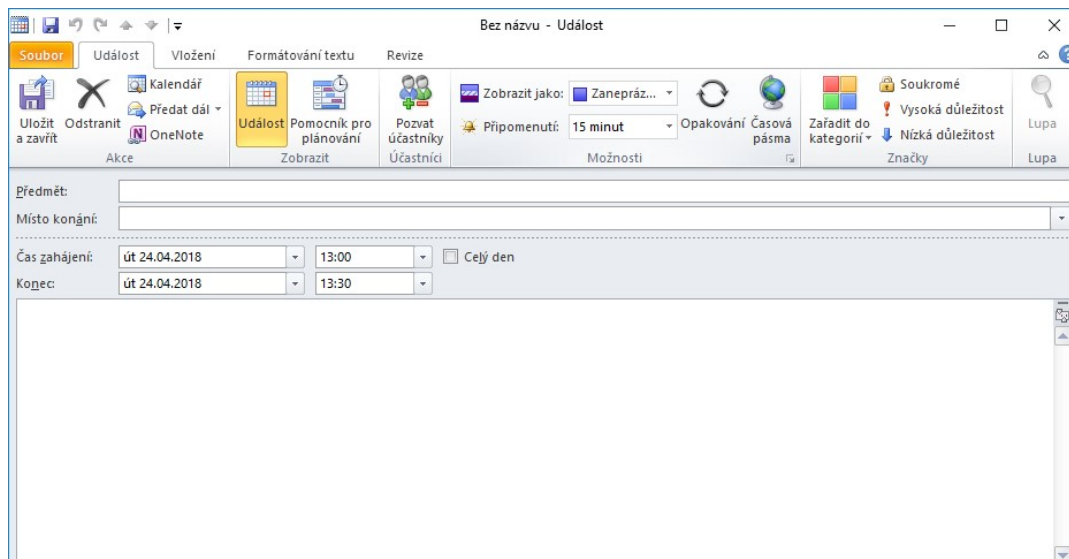 Bez názvu - Událost
Soubor Událost Vložení Formátování textu Revize
Uložit a zavřít
Odstranit
Kalendář
Předat dál
OneNote
Akce
Událost
Pomocník pro plánování
Zobrazit
Pozvat účastníky
Účastníci
Zobrazit jako: Zanepráz...
Připomenutí: 15 minut
Opakování
Časová pásma
Možnosti
Zařadit do kategorií
Soukromé
Vysoká důležitost
Nízká důležitost
Značky
Lupa
Lupa
Předmět:
Místo konání:
Čas zahájení: út 24.04.2018 13:00 Celý den
Konec: út 24.04.2018 13:30